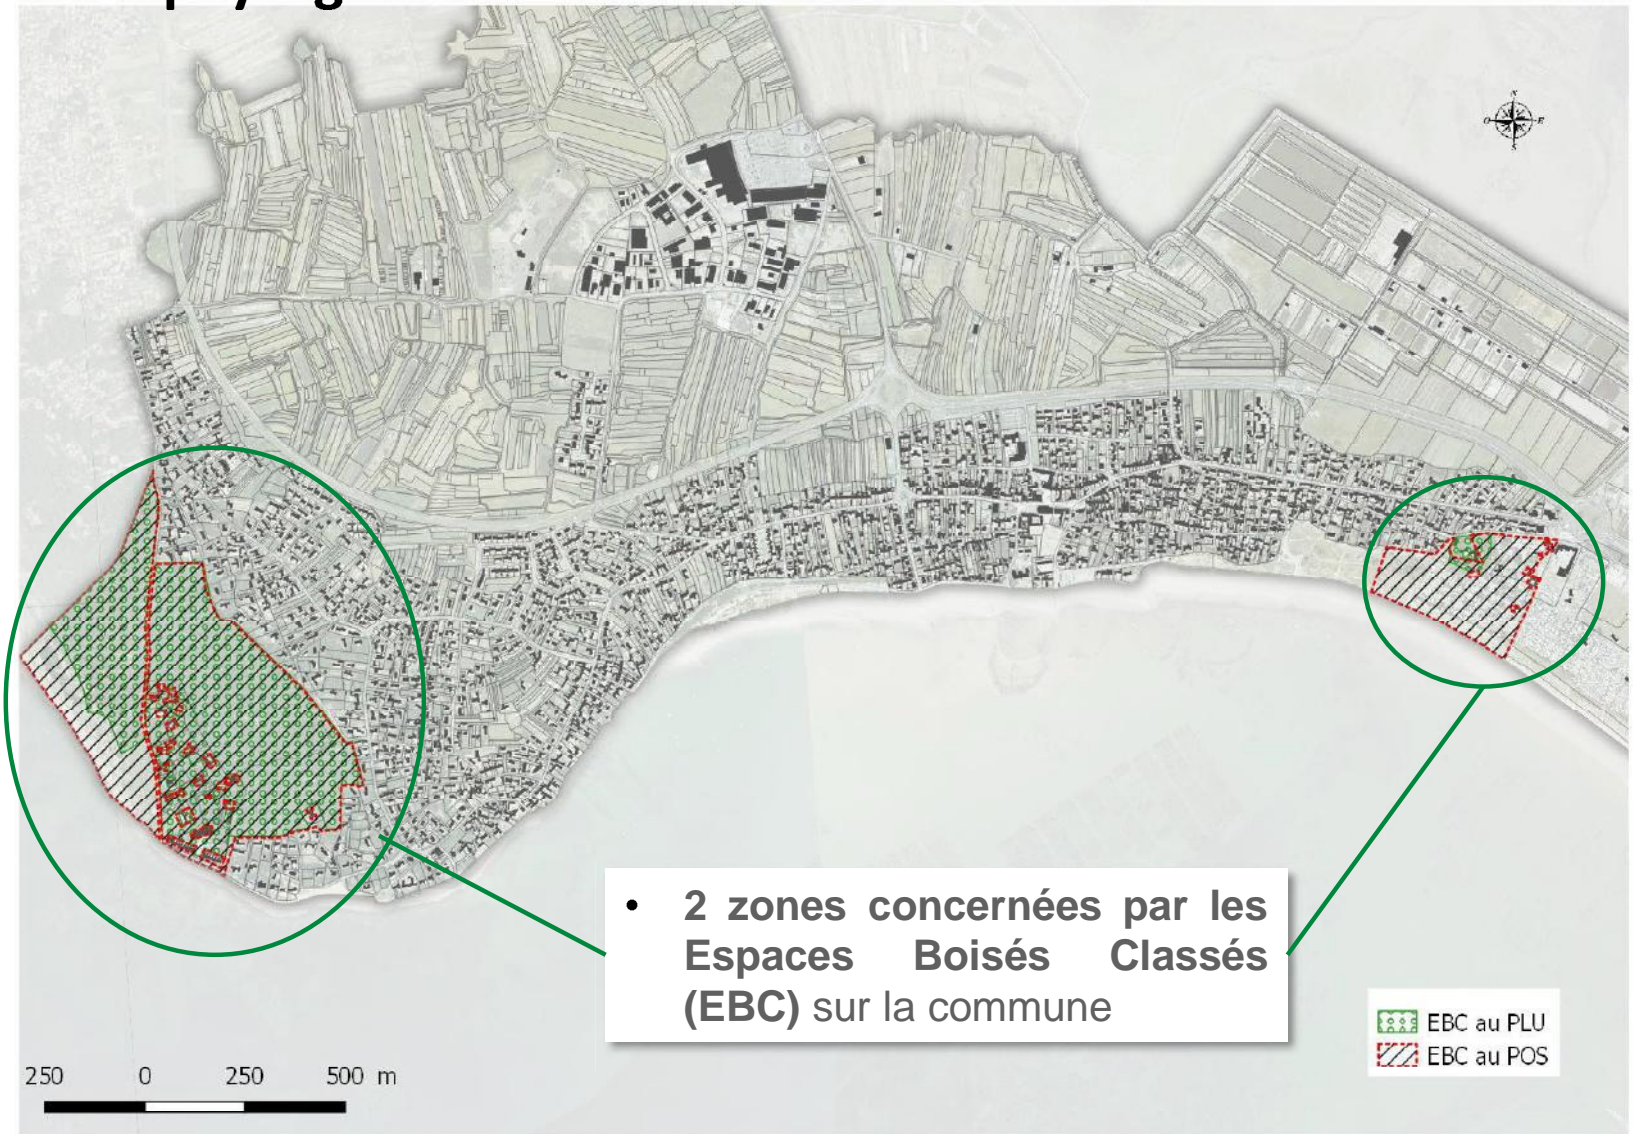 N
O E
S
• 2 zones concernées par les
Espaces Boisés Classés
(EBC) sur la commune
EBC au PLU
EBC au POS
250 0 250 500 m